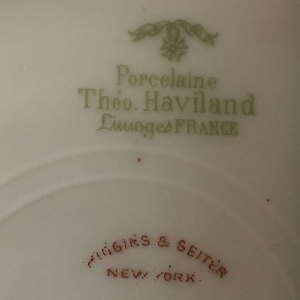 Porcelaine
Théo. Haviland
Limoges FRANCE
HIGGINS & SEITER
NEW YORK.